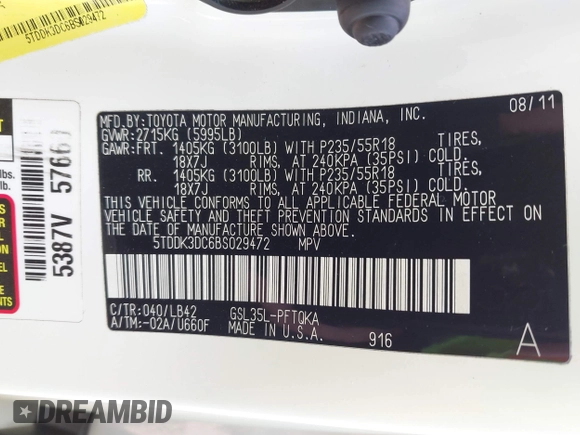 5TDDK3DC6BS029472
MFD.BY:TOYOTA MOTOR MANUFACTURING, INDIANA, INC. 08/11
GVWR:2715KG (5995LB)
GAWR:FRT. 1405KG (3100LB) WITH P235/55R18 TIRES,
18X7J RIMS, AT 240KPA (35PSI) COLD.
RR. 1405KG (3100LB) WITH P235/55R18 TIRES,
18X7J RIMS, AT 240KPA (35PSI) COLD.
THIS VEHICLE CONFORMS TO ALL APPLICABLE FEDERAL MOTOR
VEHICLE SAFETY AND THEFT PREVENTION STANDARDS IN EFFECT ON
THE DATE OF MANUFACTURE SHOWN ABOVE.
5TDDK3DC6BS029472 MPV
C/TR:040/LB42 GSL35L-PFTQKA
A/TM:-02A/U660F MADE IN U.S.A. 916 A
lbs.
lb.
5387V
DREAMBID